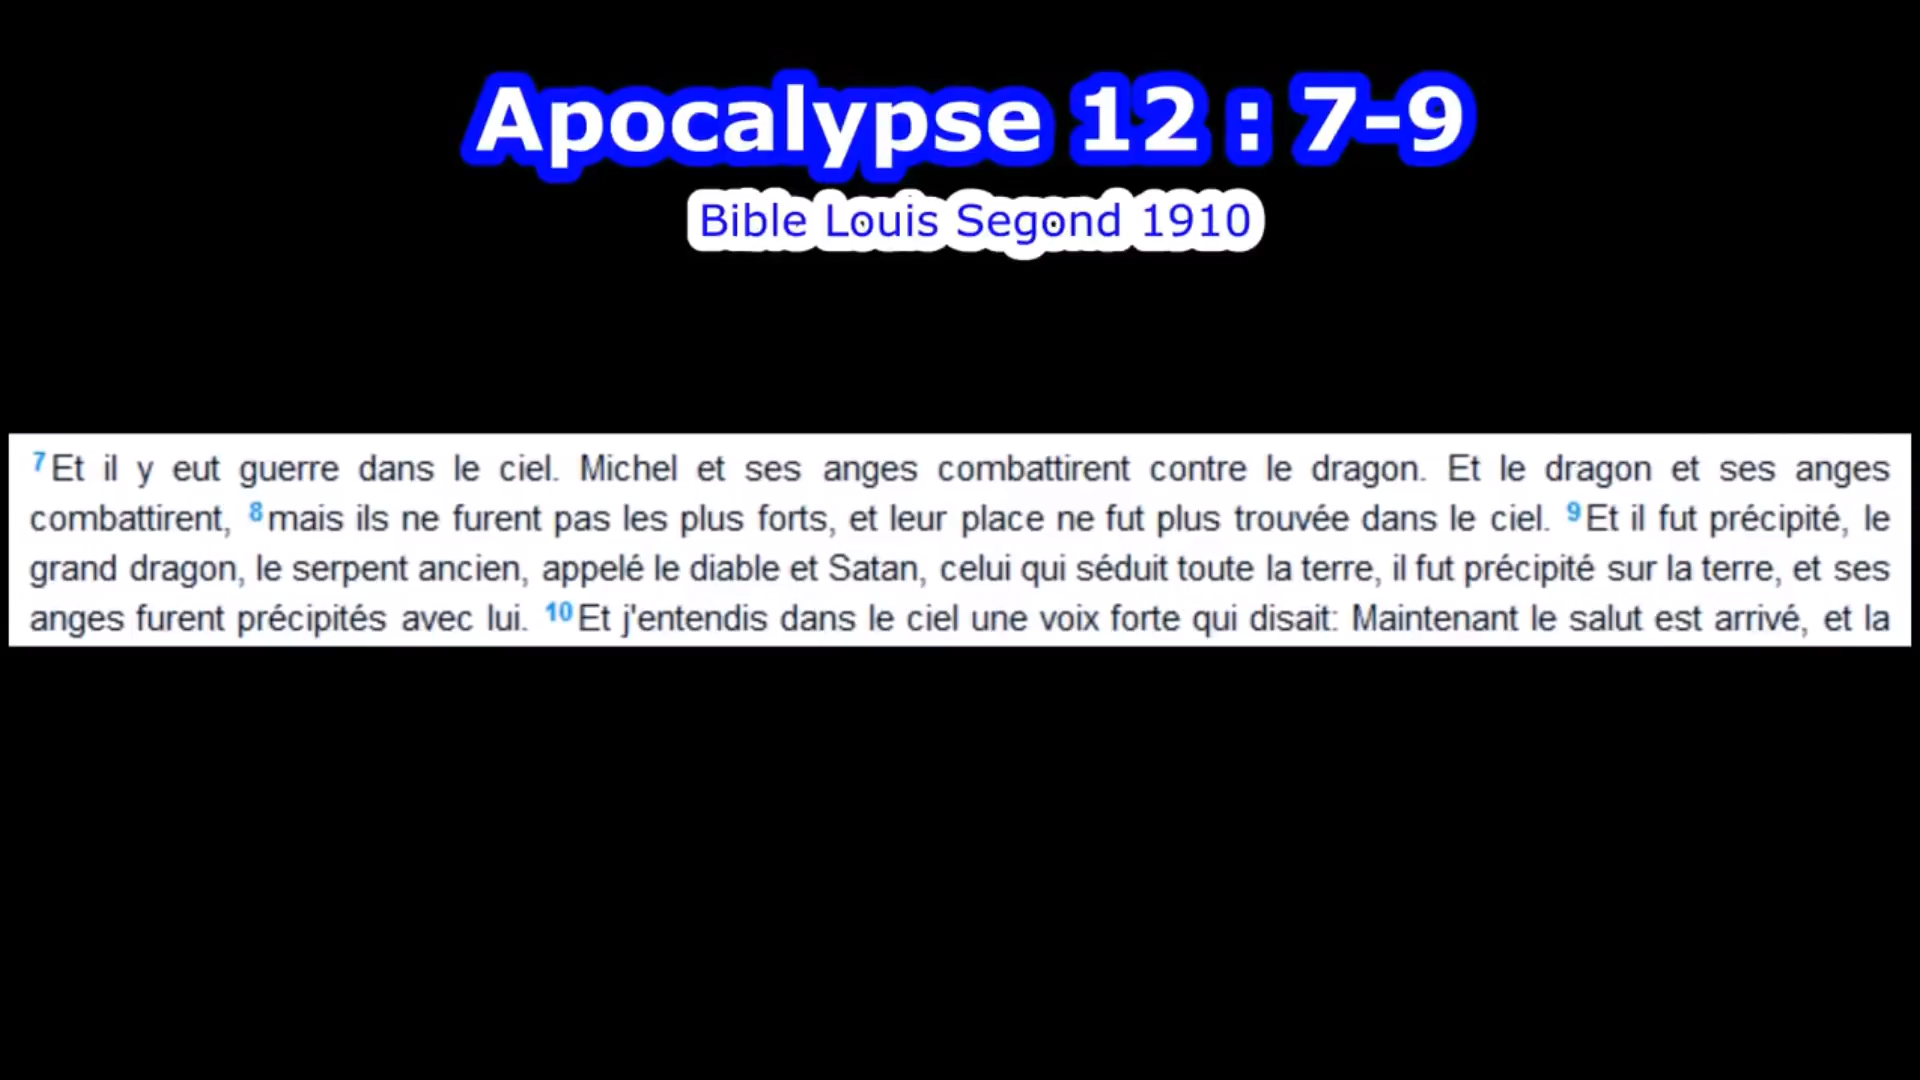 Apocalypse 12 : 7-9
Bible Louis Segond 1910
7 Et il y eut guerre dans le ciel. Michel et ses anges combattirent contre le dragon. Et le dragon et ses anges
combattirent, 8 mais ils ne furent pas les plus forts, et leur place ne fut plus trouvée dans le ciel. 9 Et il fut précipité, le
grand dragon, le serpent ancien, appelé le diable et Satan, celui qui séduit toute la terre, il fut précipité sur la terre, et ses
anges furent précipités avec lui. 10 Et j'entendis dans le ciel une voix forte qui disait: Maintenant le salut est arrivé, et la